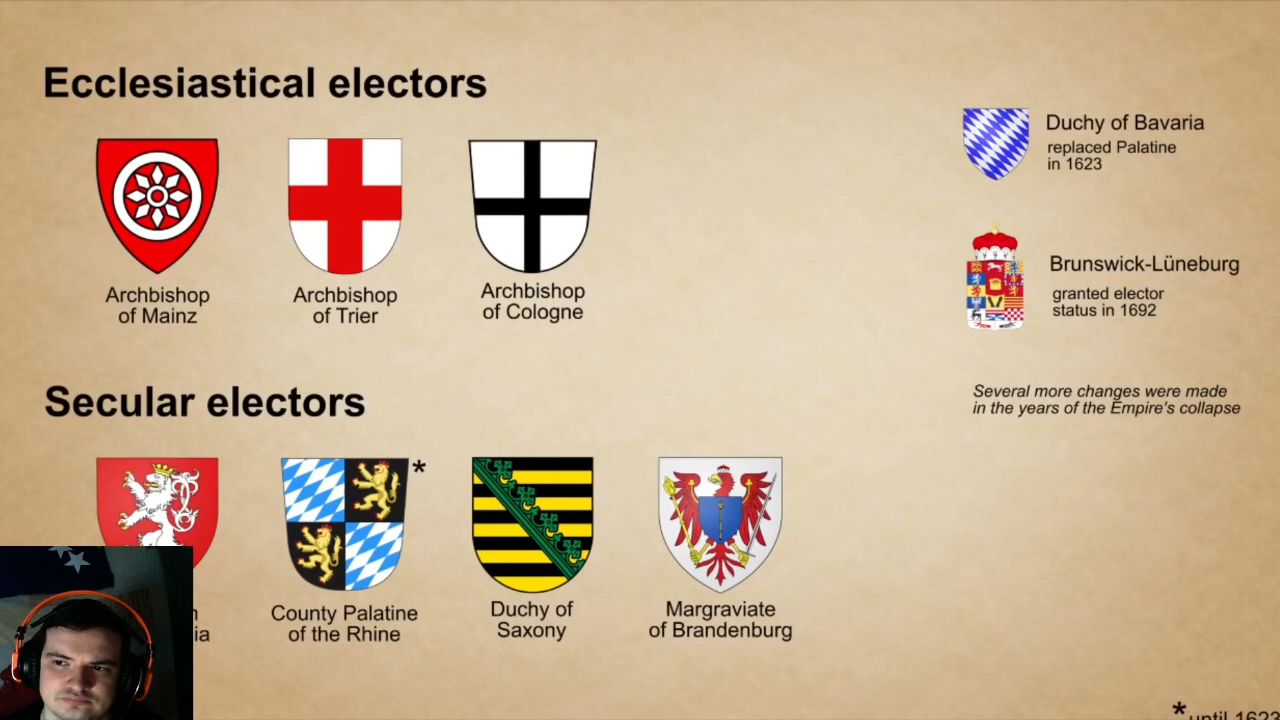 Ecclesiastical electors
Archbishop
of Mainz
Archbishop
of Trier
Archbishop
of Cologne
Duchy of Bavaria
replaced Palatine
in 1623
Brunswick-Lüneburg
granted elector
status in 1692
Several more changes were made
in the years of the Empire's collapse
Secular electors
*
County Palatine
of the Rhine
Duchy of
Saxony
Margraviate
of Brandenburg
* until